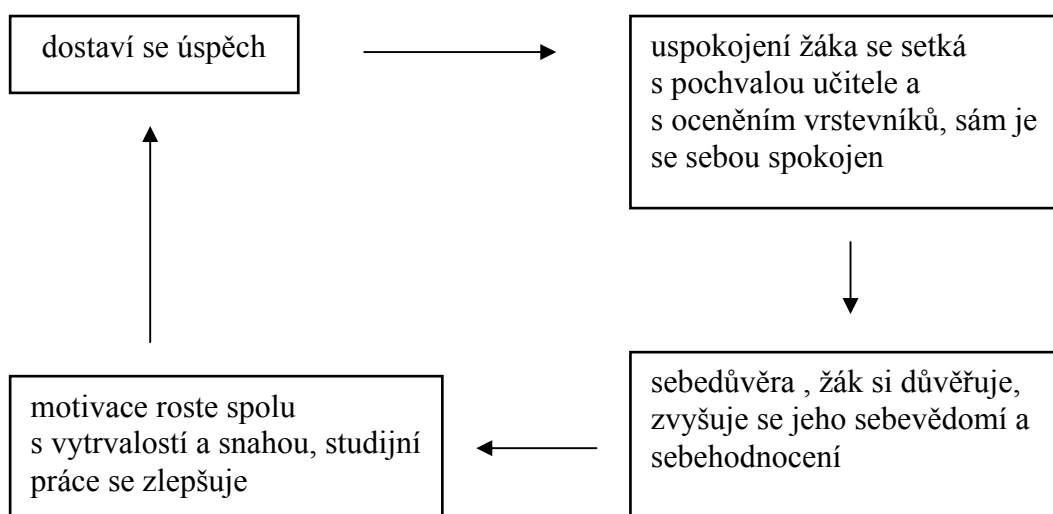 dostaví se úspěch
uspokojení žáka se setká
s pochvalou učitele a
s oceněním vrstevníků, sám je
se sebou spokojen
sebedůvěra , žák si důvěřuje,
zvyšuje se jeho sebevědomí a
sebehodnocení
motivace roste spolu
s vytrvalostí a snahou, studijní
práce se zlepšuje